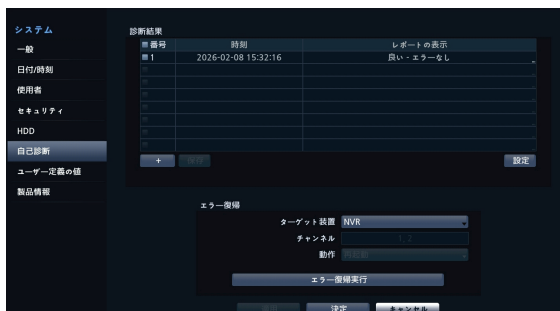 システム
一般
日付/時刻
使用者
セキュリティ
HDD
自己診断
ユーザー定義の値
製品情報
診断結果
番号 時刻 レポートの表示
1 2026-02-08 15:32:16 良い - エラーなし
+ 保存 設定
エラー復帰
ターゲット装置 NVR
チャンネル 1, 2
動作 再起動
エラー復帰実行
決定 キャンセル